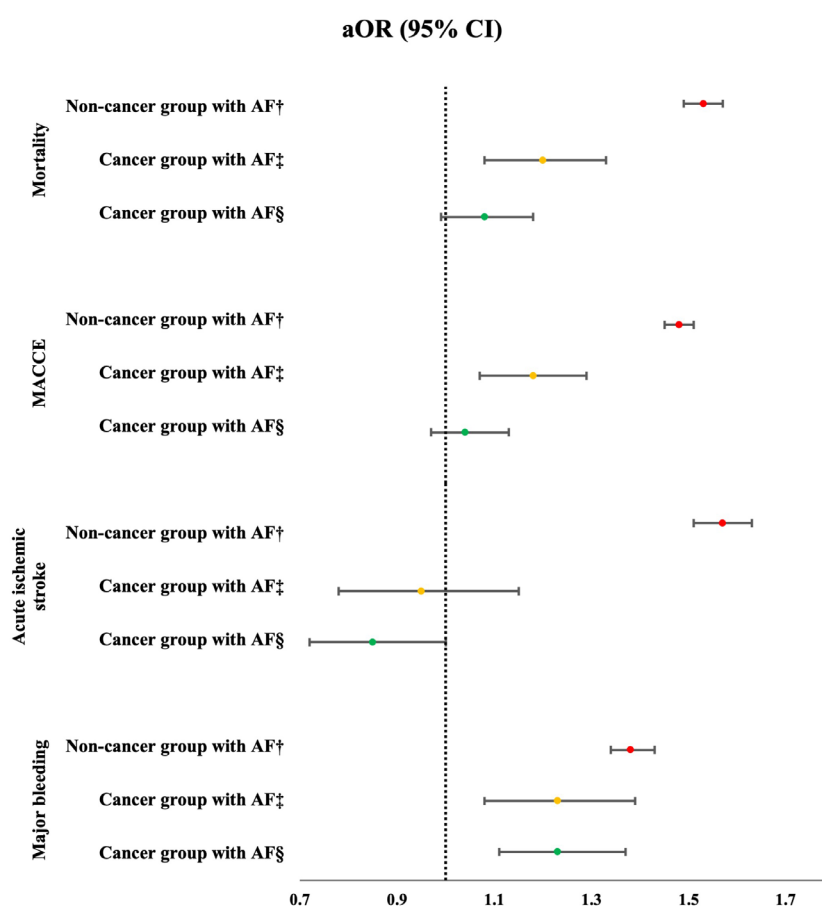 aOR (95% CI)
Mortality
Non-cancer group with AF†
Cancer group with AF‡
Cancer group with AF§
MACCE
Non-cancer group with AF†
Cancer group with AF‡
Cancer group with AF§
Acute ischemic
stroke
Non-cancer group with AF†
Cancer group with AF‡
Cancer group with AF§
Major bleeding
Non-cancer group with AF†
Cancer group with AF‡
Cancer group with AF§
0.7 0.9 1.1 1.3 1.5 1.7